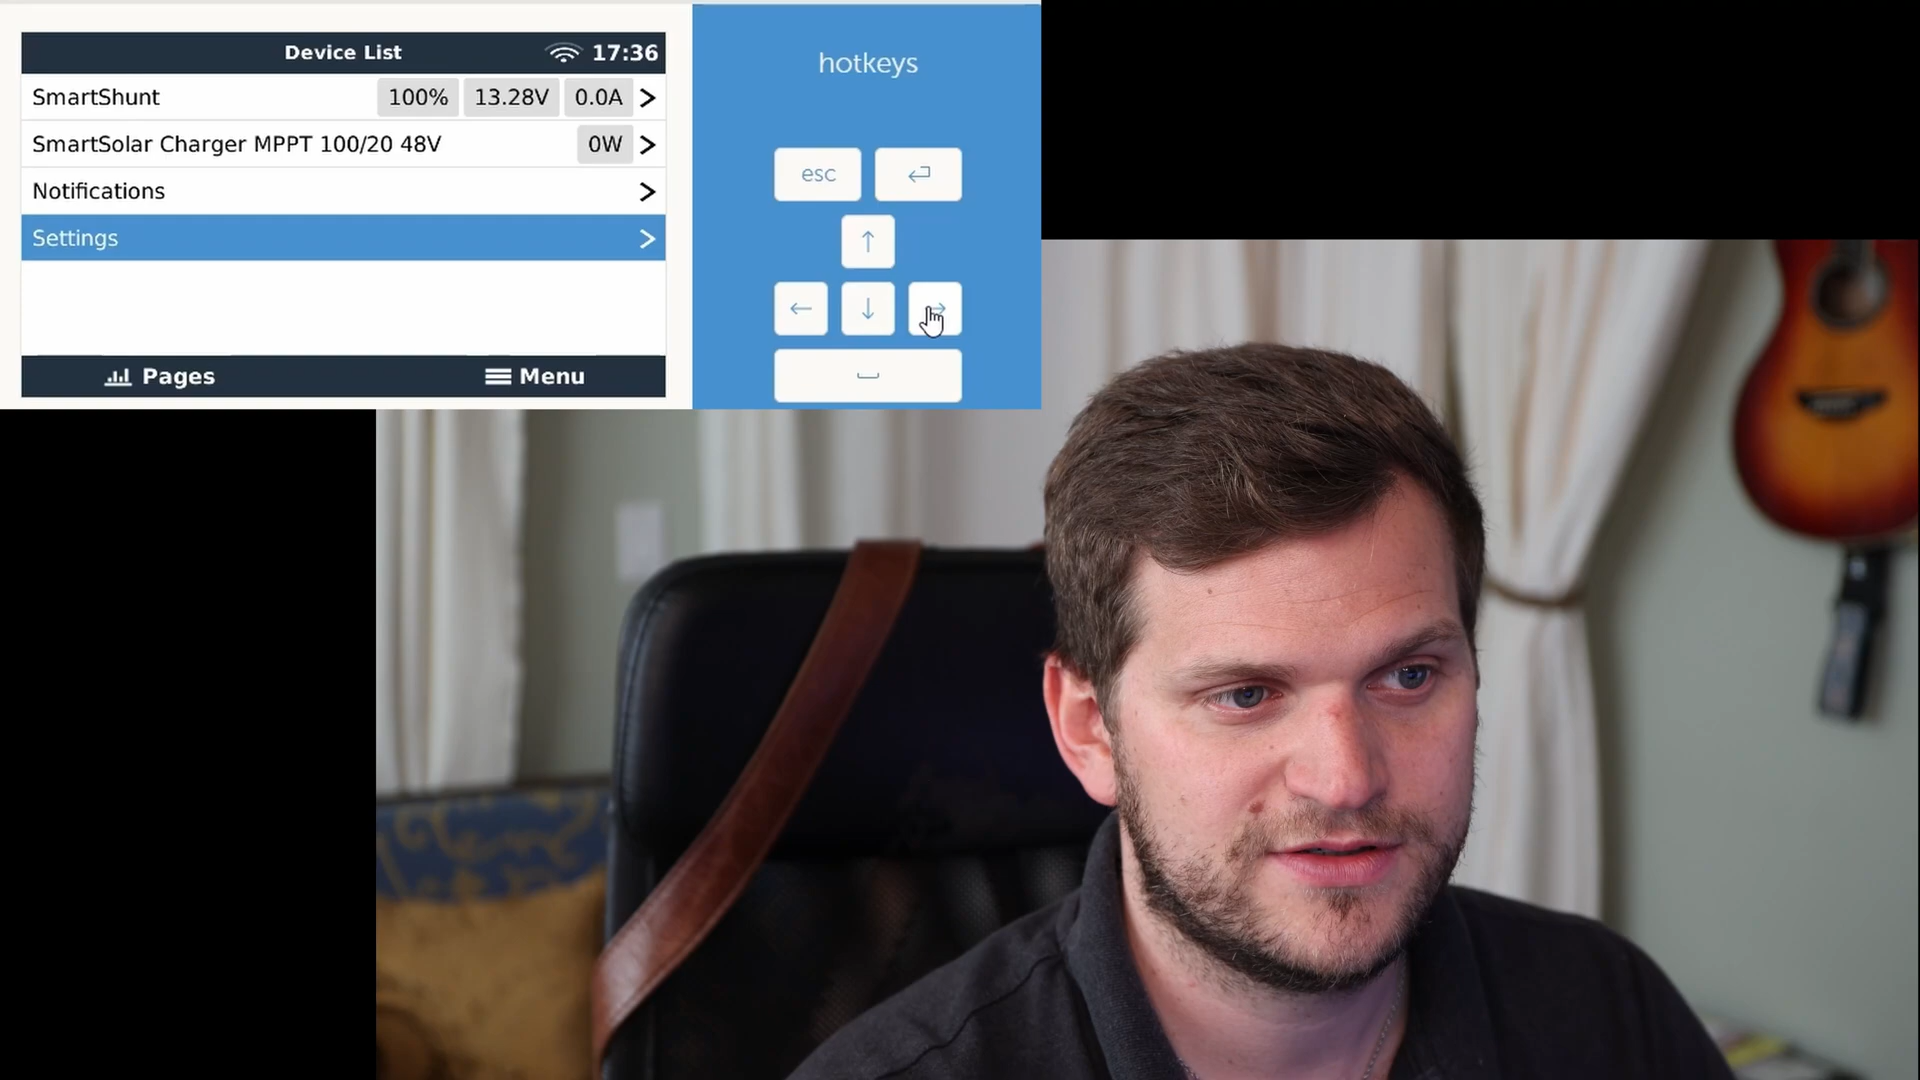 Device List 17:36
SmartShunt 100% 13.28V 0.0A
SmartSolar Charger MPPT 100/20 48V 0W
Notifications
Settings
Pages Menu
hotkeys
esc